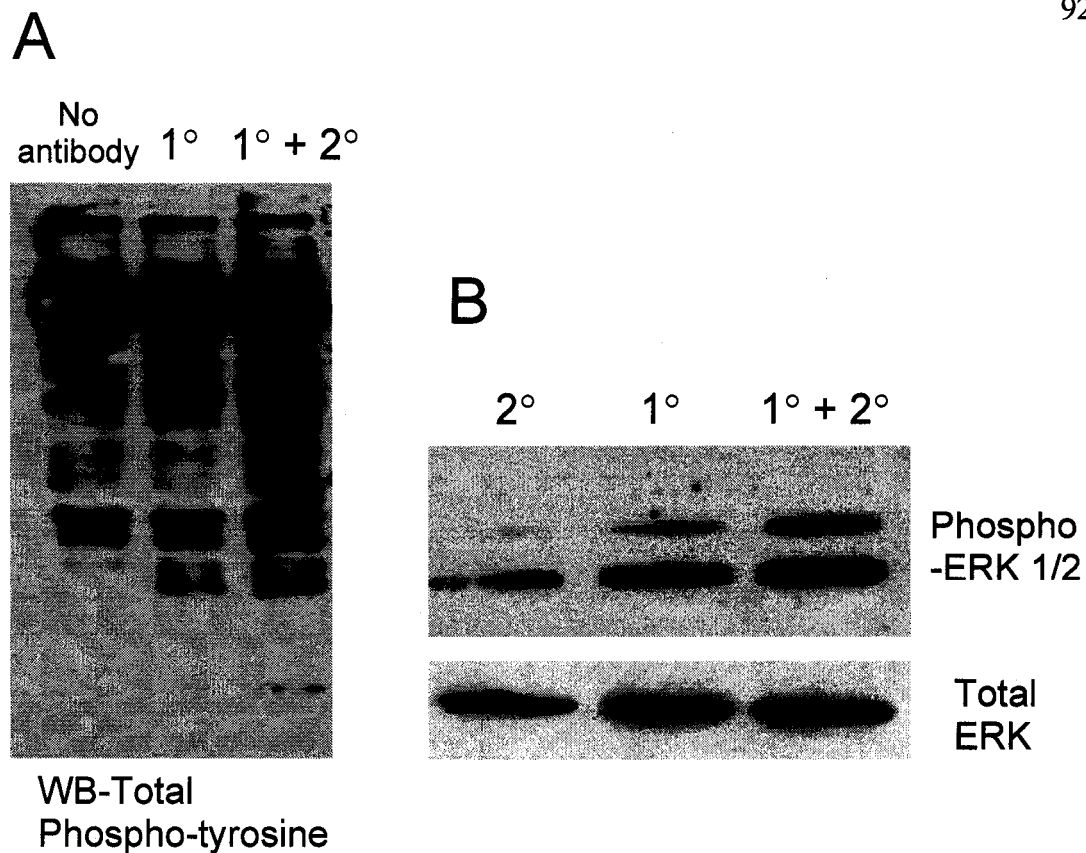 92
A
No
antibody 1° 1° + 2°
WB-Total
Phospho-tyrosine
B
2° 1° 1° + 2°
Phospho
-ERK 1/2
Total
ERK